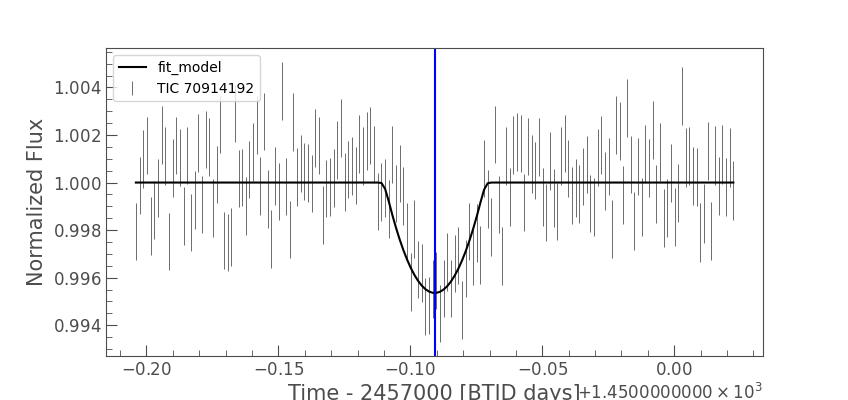 fit_model
TIC 70914192
1.004
1.002
1.000
0.998
0.996
0.994
Normalized Flux
−0.20
−0.15
−0.10
−0.05
0.00
Time - 2457000 [BTJD days]
+1.4500000000 × 10³